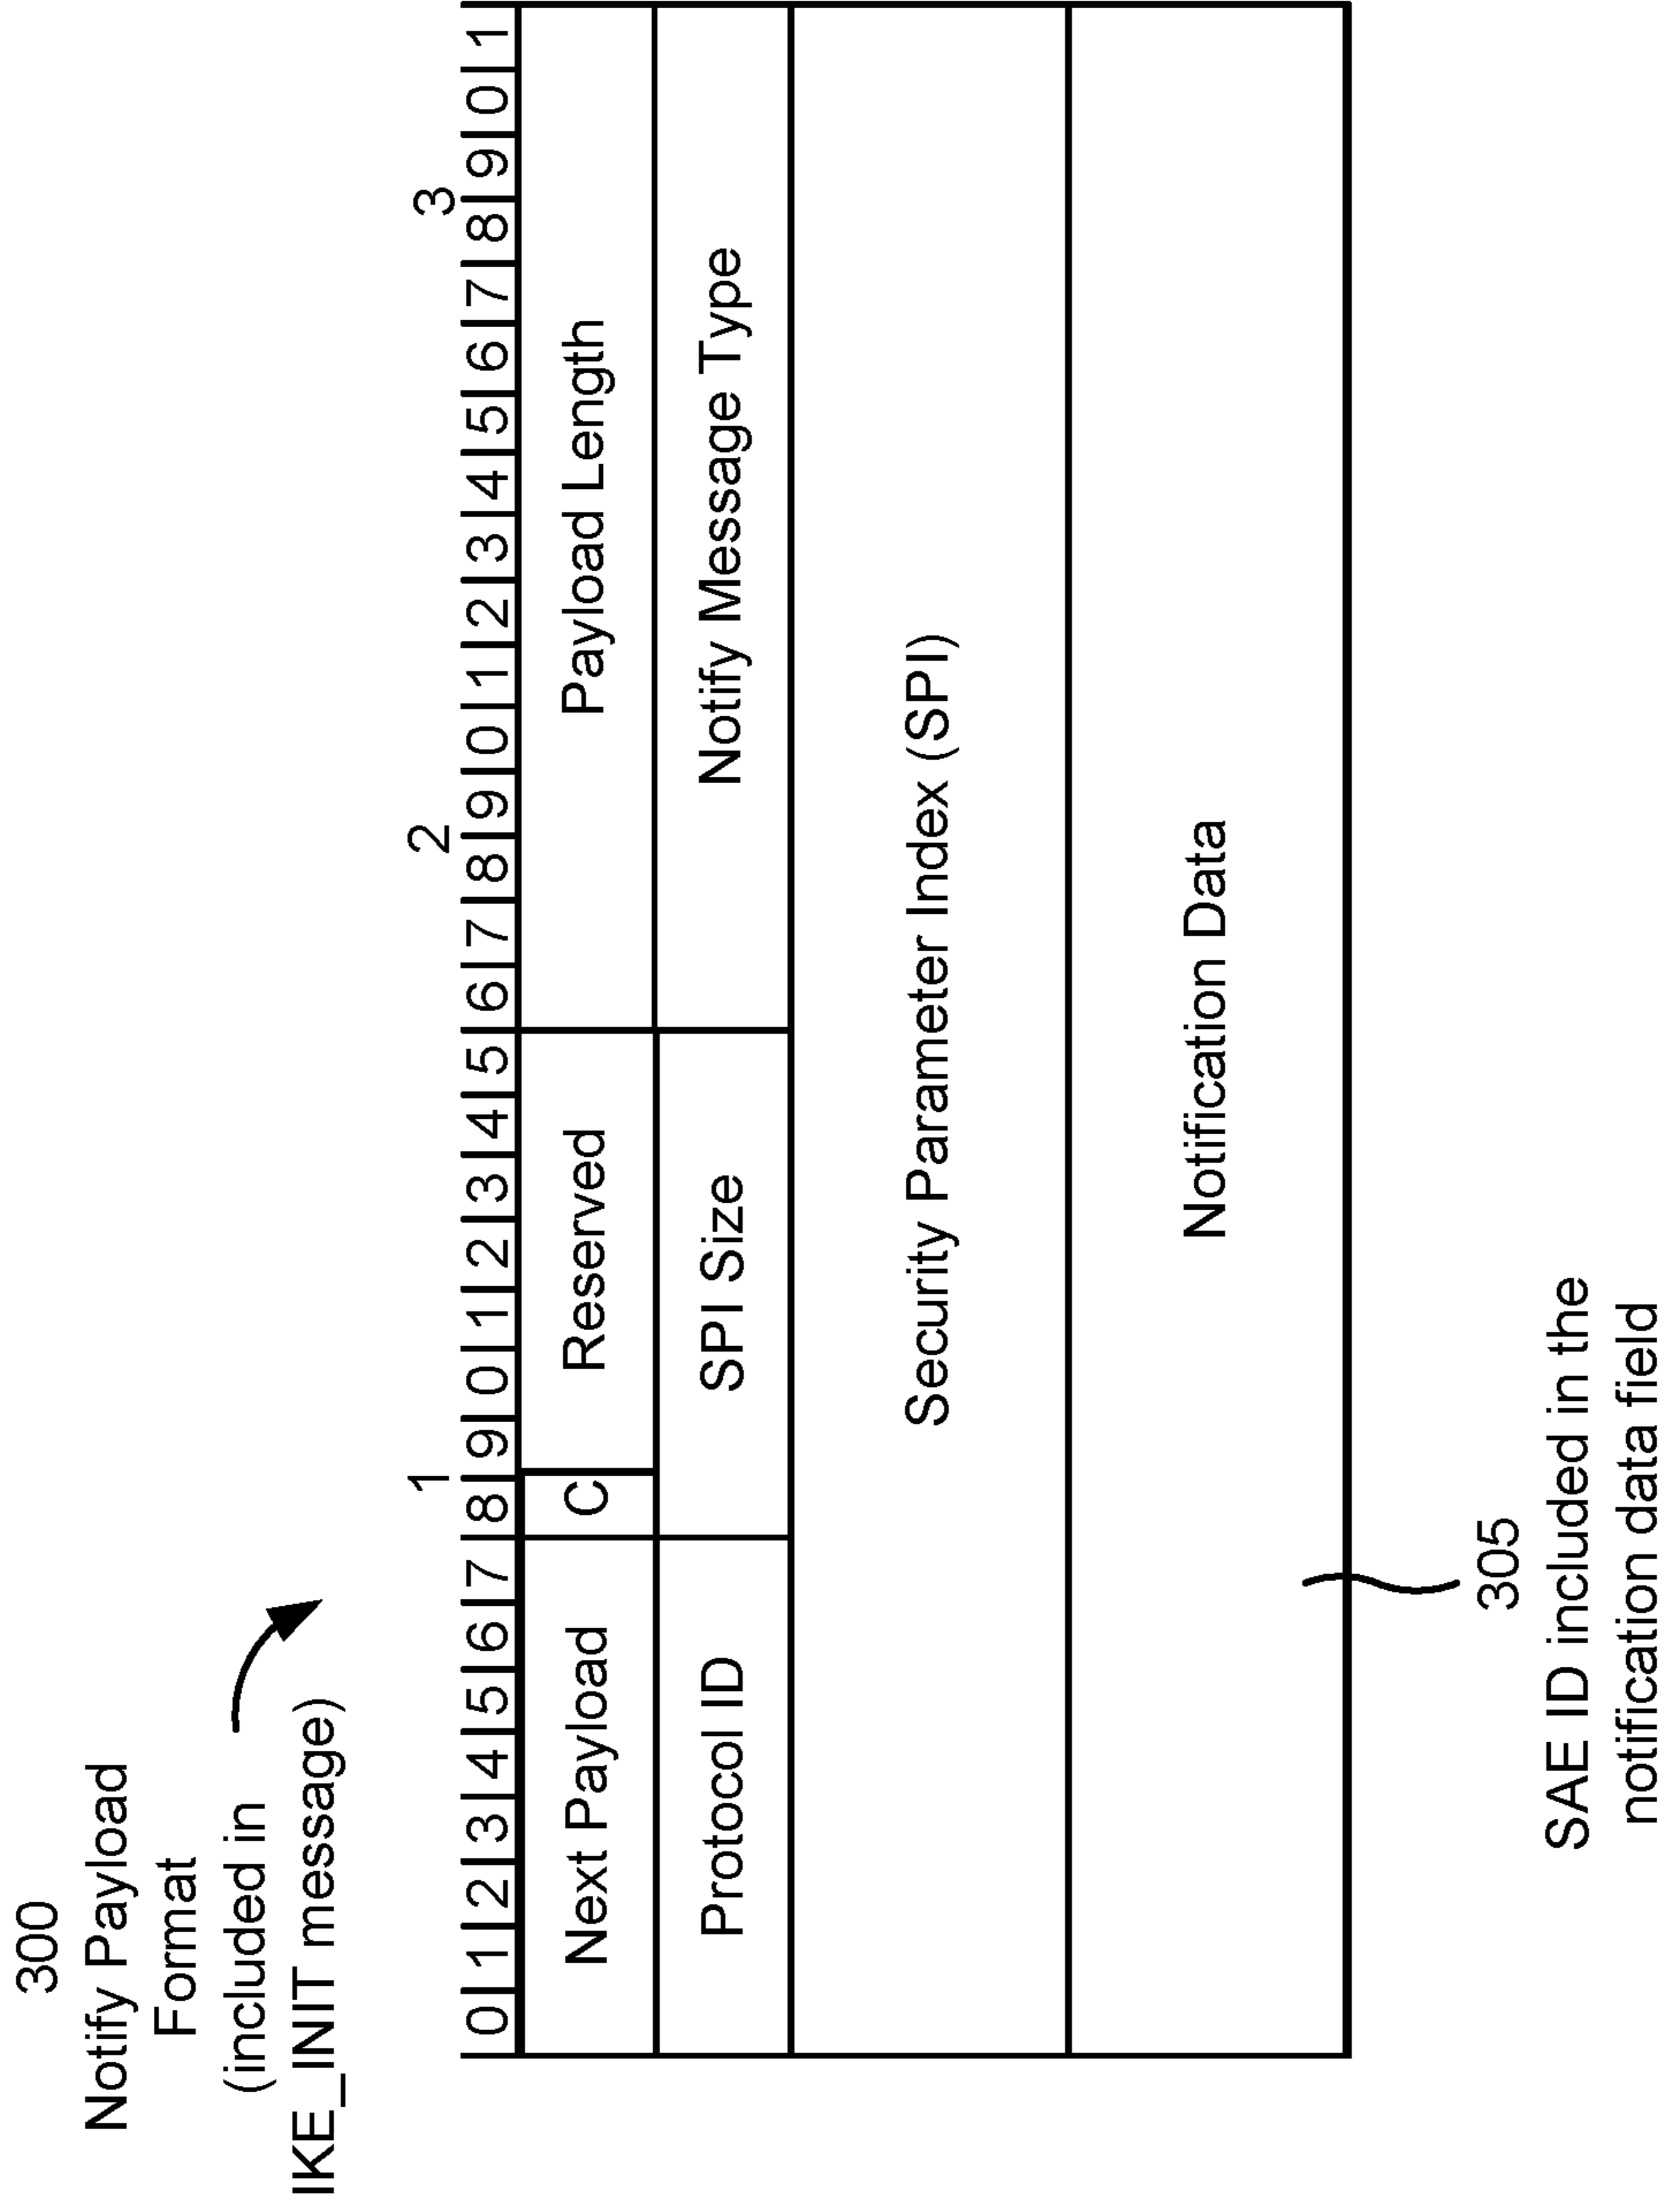 300
Notify Payload
Format
(included in
IKE_INIT message)
1 2 3
|0|1|2|3|4|5|6|7|8|9|0|1|2|3|4|5|6|7|8|9|0|1|2|3|4|5|6|7|8|9|0|1|
Next Payload C Reserved Payload Length
Protocol ID SPI Size Notify Message Type
Security Parameter Index (SPI)
Notification Data
305
SAE ID included in the
notification data field